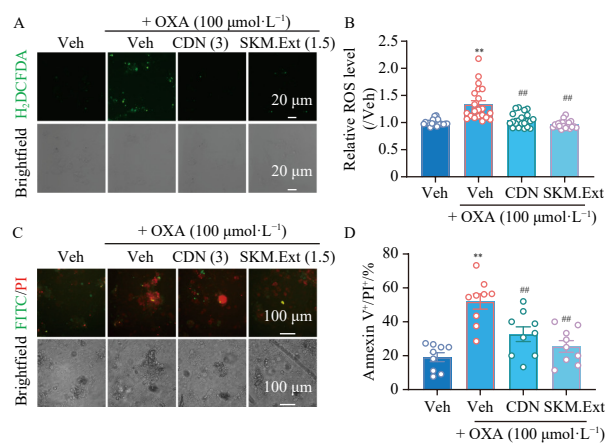 A
+ OXA (100 μmol·L⁻¹)
Veh Veh CDN (3) SKM.Ext (1.5)
H₂DCFDA
20 μm
Brightfield
20 μm
B
Relative ROS level
(/Veh)
2.5
2.0
1.5
1.0
0.5
0
**
##
##
Veh Veh CDN SKM.Ext
+ OXA (100 μmol·L⁻¹)
C
+ OXA (100 μmol·L⁻¹)
Veh Veh CDN (3) SKM.Ext (1.5)
FITC/PI
100 μm
Brightfield
100 μm
D
Annexin V⁺/PI⁺/%
80
60
40
20
0
**
##
##
Veh Veh CDN SKM.Ext
+ OXA (100 μmol·L⁻¹)